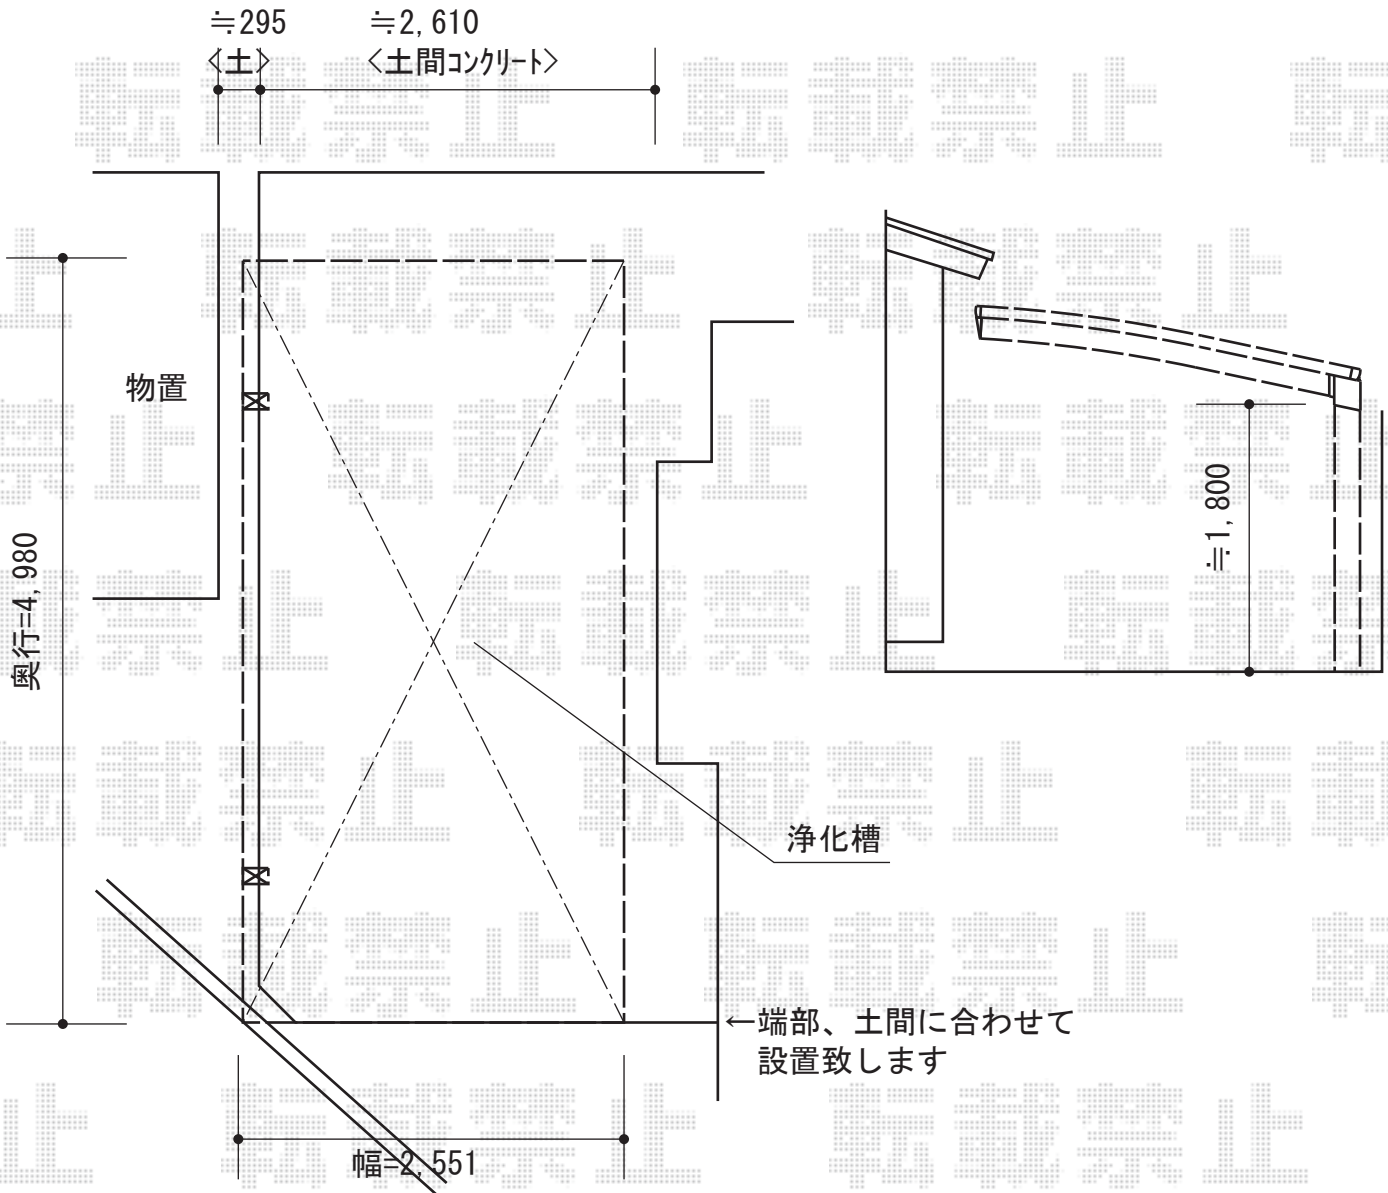 ≒295
≒2,610
<土>
<土間コンクリート>
物置
奥行=4,980
≒1,800
浄化槽
←端部、土間に合わせて
設置致します
幅=2,551
転載禁止